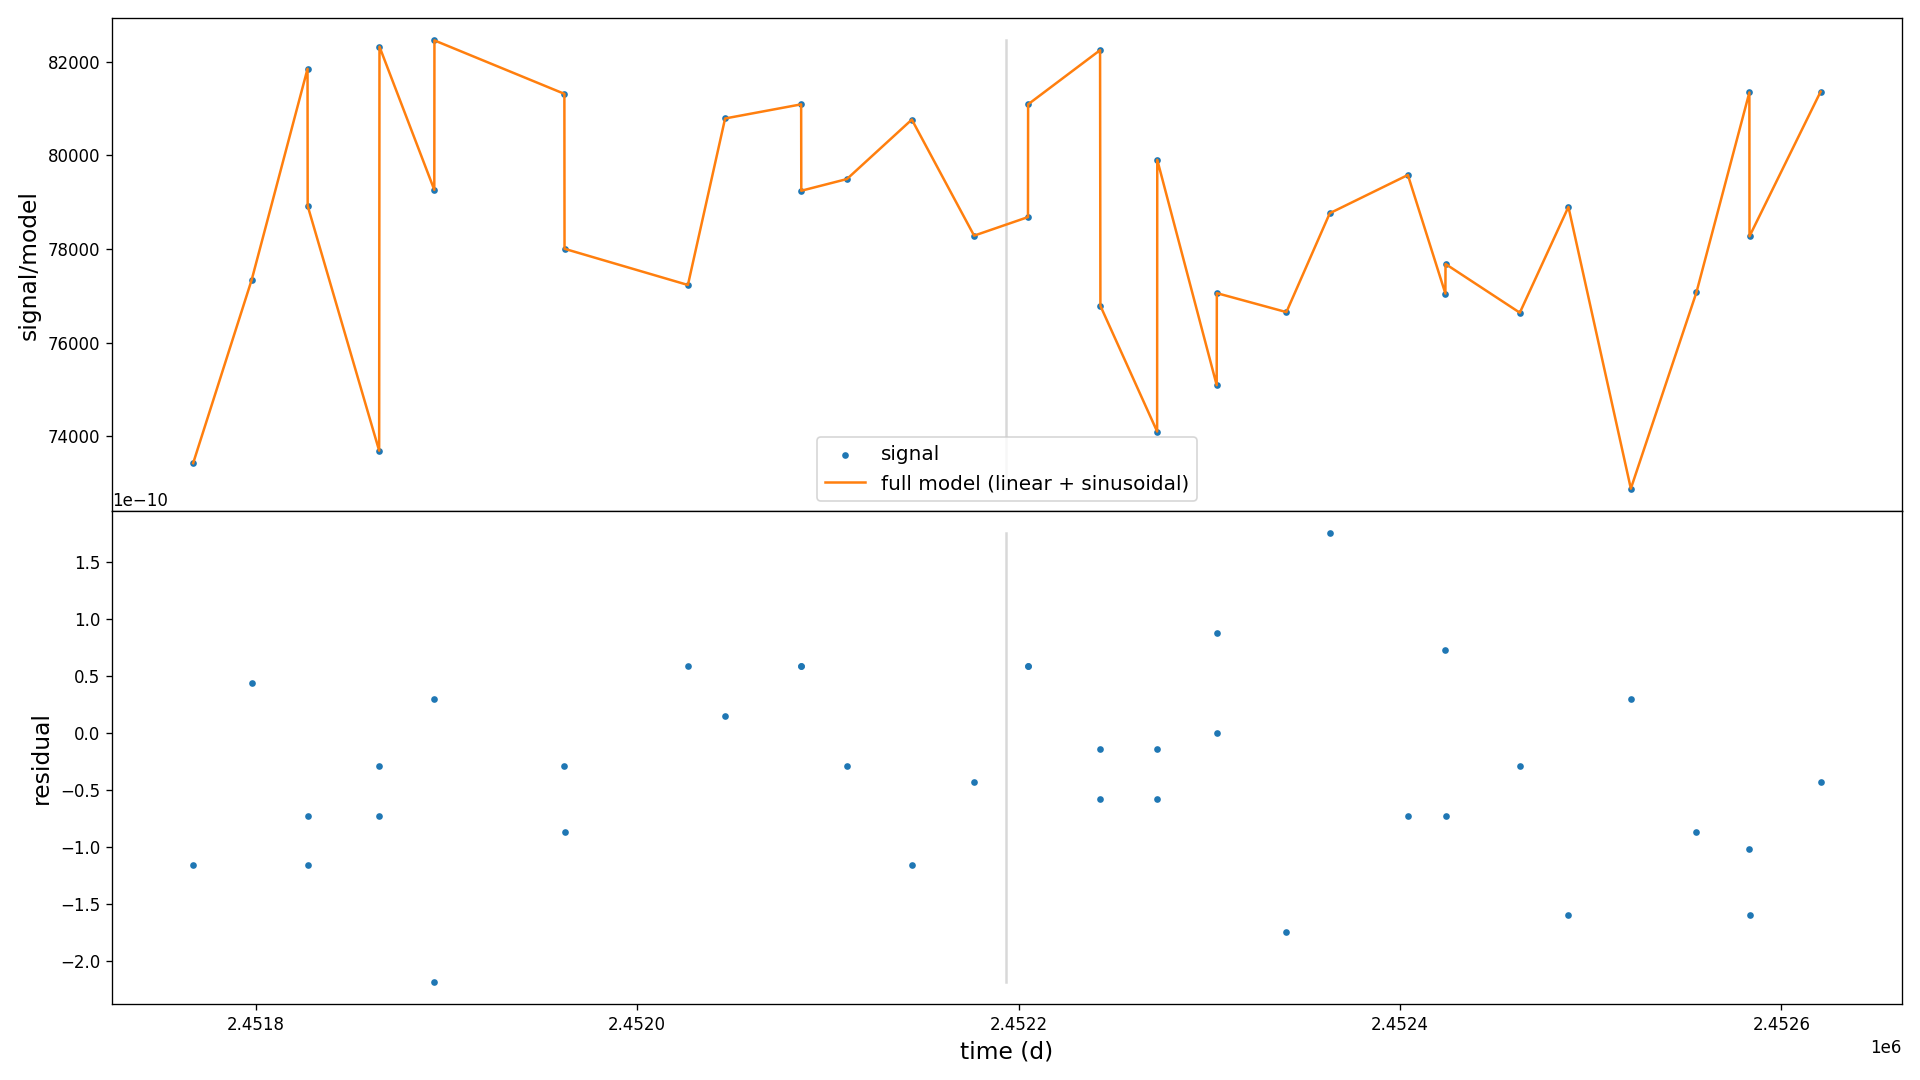 82000
80000
78000
76000
74000
signal/model
signal
full model (linear + sinusoidal)
1e−10
1.5
1.0
0.5
0.0
−0.5
−1.0
−1.5
−2.0
residual
2.4518
2.4520
2.4522
2.4524
2.4526
time (d)
1e6